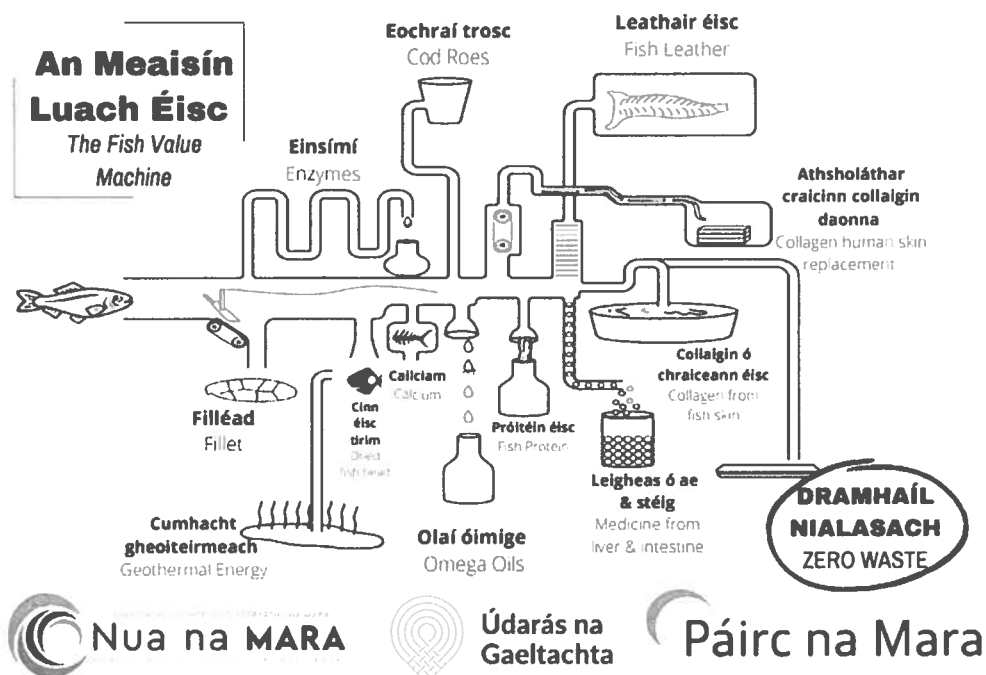 An Meaisín
Luach Éisc
The Fish Value
Machine
Eochraí trosc
Cod Roes
Leathair éisc
Fish Leather
Einsímí
Enzymes
Athsholáthar
craicinn collaigin
daonna
Collagen human skin
replacement
Filléad
Fillet
Cinn
éisc
tirim
Dried
fish head
Cailciam
Calcium
Próitéin éisc
Fish Protein
Collaigin ó
chraiceann éisc
Collagen from
fish skin
Leigheas ó ae
& stéig
Medicine from
liver & intestine
Cumhacht
gheoiteirmeach
Geothermal Energy
Olaí óimige
Omega Oils
DRAMHAÍL
NIALASACH
ZERO WASTE
Nua na MARA
Údarás na
Gaeltachta
Páirc na Mara